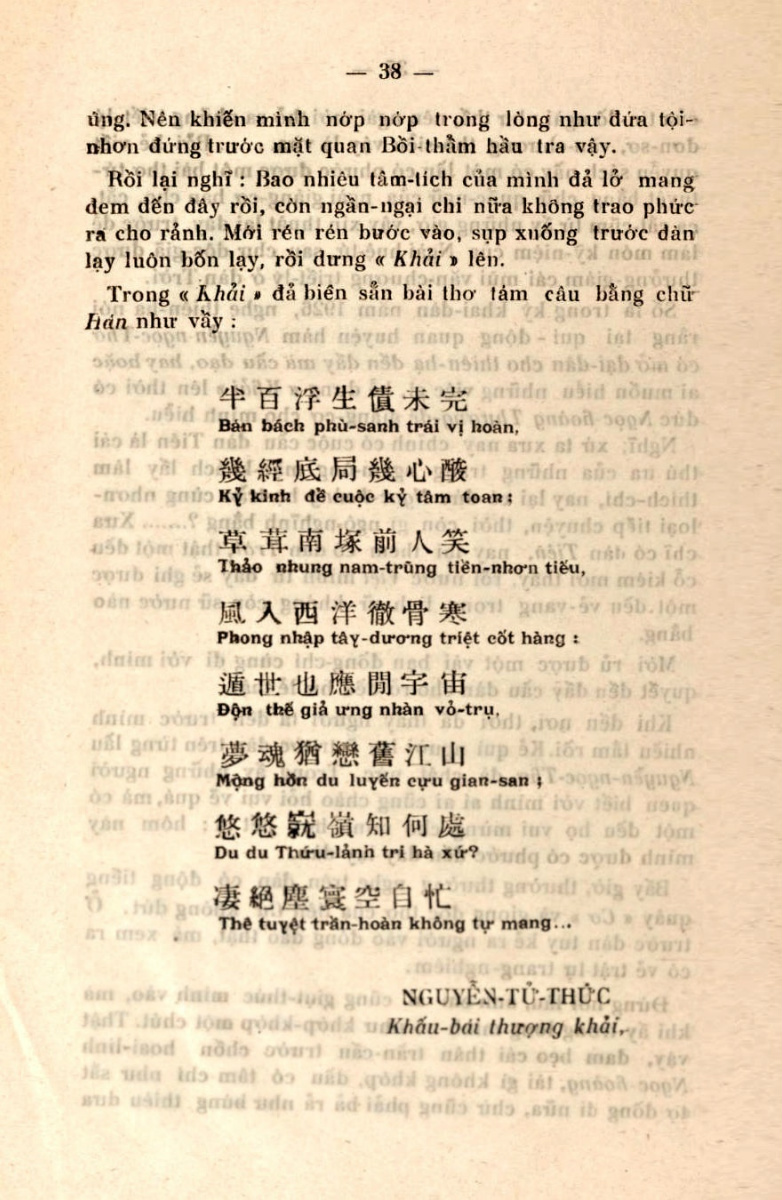 — 38 —
ủng. Nên khiến mình nớp nớp trong lòng như đứa tội-
nhơn đứng trước mặt quan Bồi-thẩm hầu tra vậy.
Rồi lại nghĩ : Bao nhiêu tâm-tích của mình đả lở mang
đem đến đây rồi, còn ngần-ngại chi nữa không trao phức
ra cho rảnh. Mới rén rén bước vào, sụp xuống trước đàn
lạy luôn bốn lạy, rồi dưng « Khải » lên.
Trong « Khải » đả biên sẳn bài thơ tám câu bằng chữ
Hán như vầy :
半百浮生債未完
Bán bách phù-sanh trái vị hoàn,
幾經底局幾心酸
Kỷ kinh đề cuộc kỷ tâm toan ;
草茸南塚前人笑
Thảo nhung nam-trũng tiền-nhơn tiếu,
風入西洋徹骨寒
Phong nhập tây-dương triệt cốt hàng :
遁世也應閒宇宙
Độn thế giả ưng nhàn vỏ-trụ,
夢魂猶戀舊江山
Mộng hồn du luyến cựu gian-san ;
悠悠嶺知何處
Du du Thứu-lảnh tri hà xứ?
凄絕塵寰空自忙
Thê tuyệt trần-hoàn không tự mang...
NGUYỄN-TỬ-THỨC
Khấu-bái thượng khải,